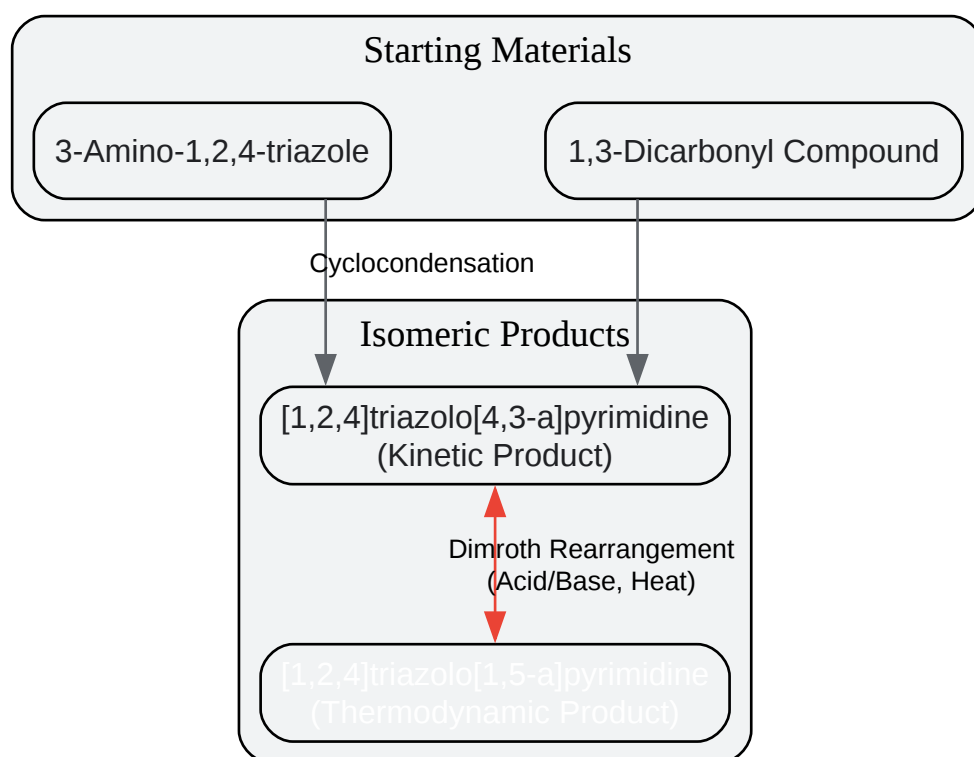 Starting Materials
3-Amino-1,2,4-triazole
1,3-Dicarbonyl Compound
Cyclocondensation
Isomeric Products
[1,2,4]triazolo[4,3-a]pyrimidine
(Kinetic Product)
Dimroth Rearrangement
(Acid/Base, Heat)
[1,2,4]triazolo[1,5-a]pyrimidine
(Thermodynamic Product)